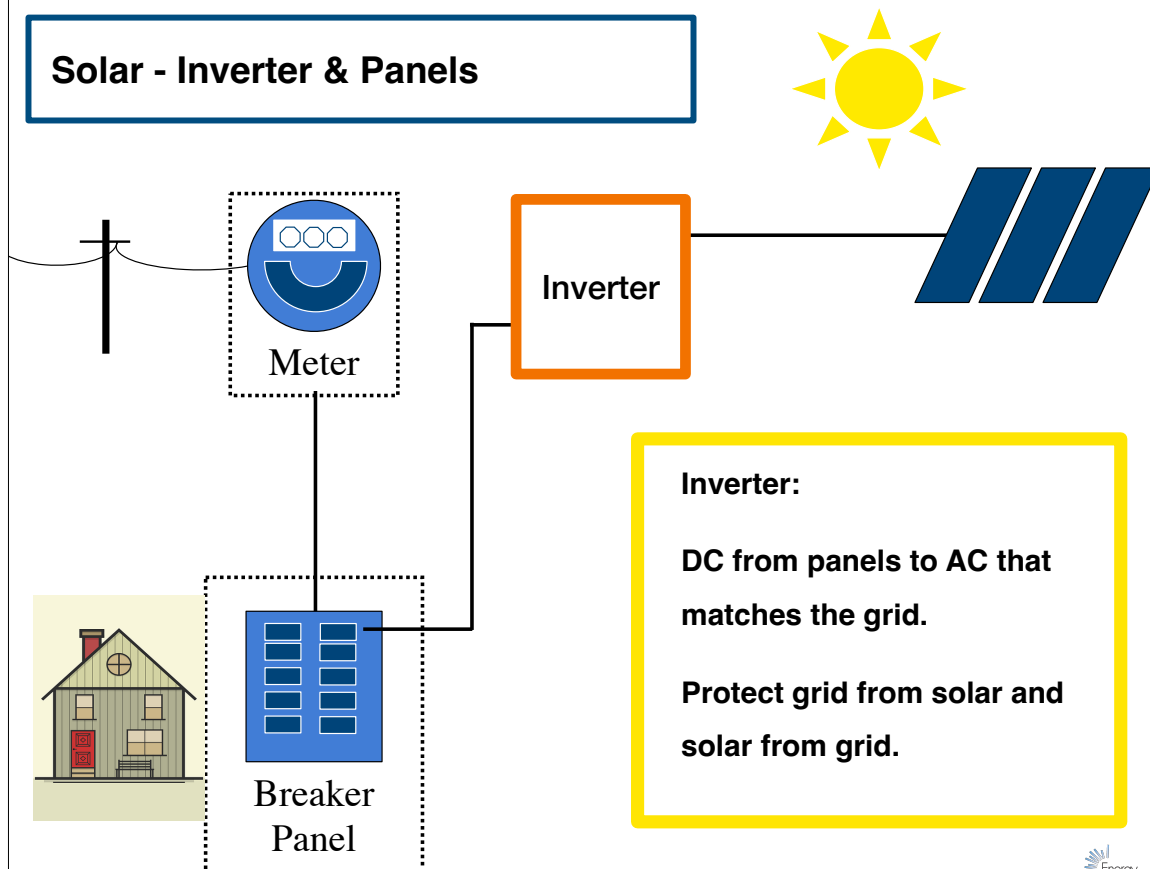 Solar - Inverter & Panels
Inverter
Meter
Inverter:
DC from panels to AC that
matches the grid.
Protect grid from solar and
solar from grid.
Breaker
Panel
Energy